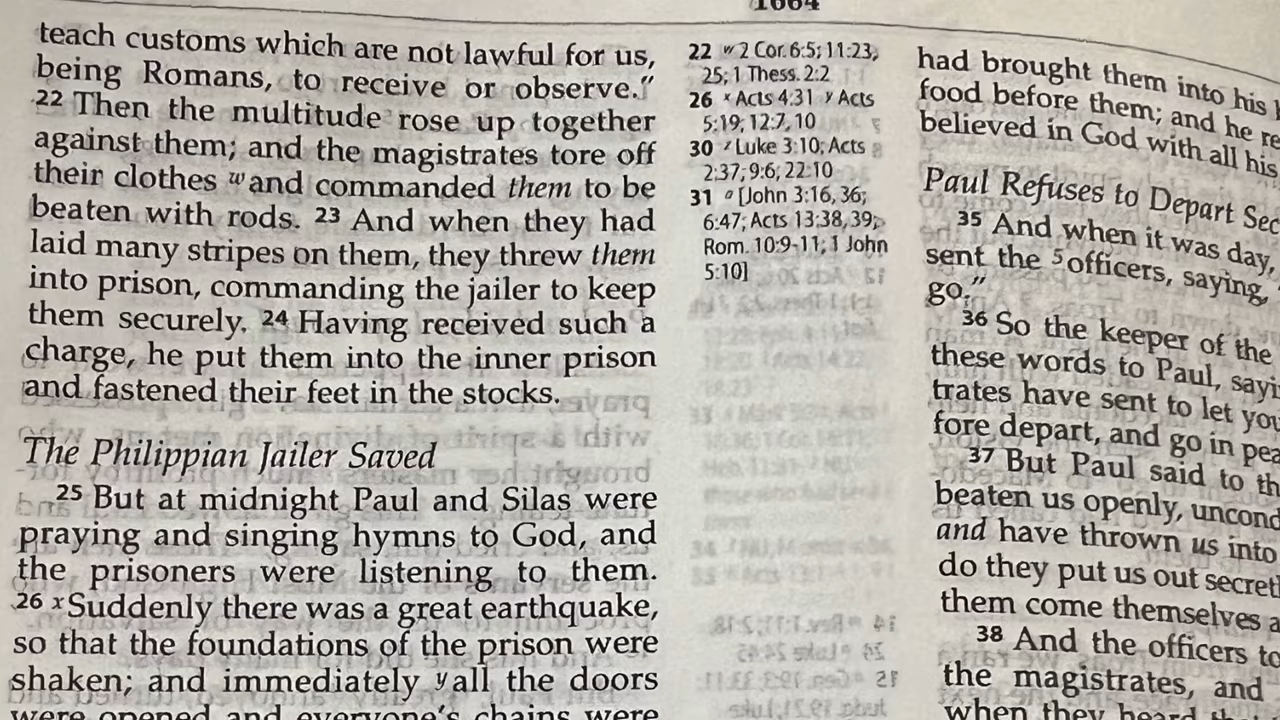 1664
teach customs which are not lawful for us,
being Romans, to receive or observe."
22 Then the multitude rose up together
against them; and the magistrates tore off
their clothes w and commanded them to be
beaten with rods. 23 And when they had
laid many stripes on them, they threw them
into prison, commanding the jailer to keep
them securely. 24 Having received such a
charge, he put them into the inner prison
and fastened their feet in the stocks.
The Philippian Jailer Saved
25 But at midnight Paul and Silas were
praying and singing hymns to God, and
the prisoners were listening to them.
26 x Suddenly there was a great earthquake,
so that the foundations of the prison were
shaken; and immediately y all the doors
were opened and everyone's chains were
22 w 2 Cor. 6:5; 11:23,
25; 1 Thess. 2:2
26 x Acts 4:31 y Acts
5:19; 12:7, 10
30 z Luke 3:10; Acts
2:37; 9:6; 22:10
31 a [John 3:16, 36;
6:47; Acts 13:38, 39;
Rom. 10:9-11; 1 John
5:10]
had brought them into his
food before them; and he
believed in God with all his
Paul Refuses to Depart
35 And when it was day,
sent the 5 officers, saying,
go."
36 So the keeper of the
these words to Paul,
have sent to let
depart, and go in
37 But Paul said to
beaten us openly,
and have thrown us into
do they put us out
them come themselves
38 And the officers
the magistrates, and
when they heard